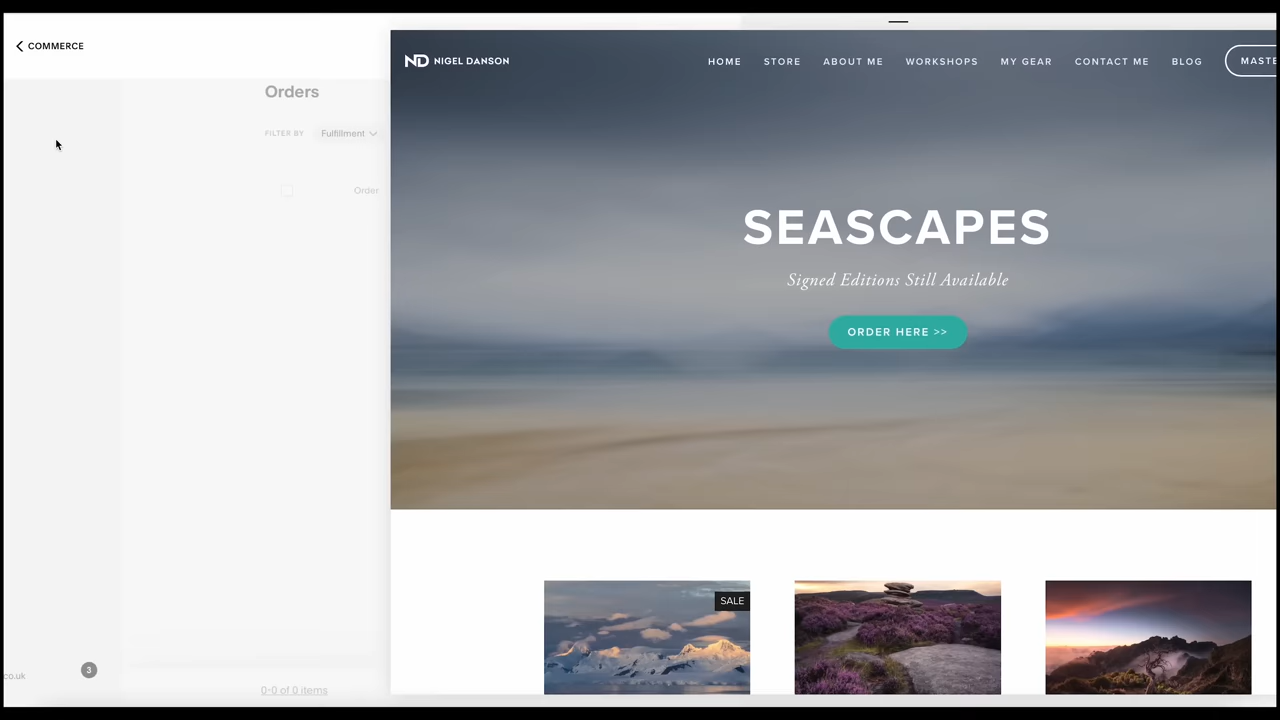 COMMERCE
Orders
FILTER BY Fulfillment
Order
3
co.uk
0-0 of 0 items
ND NIGEL DANSON
HOME STORE ABOUT ME WORKSHOPS MY GEAR CONTACT ME BLOG MASTE
SEASCAPES
Signed Editions Still Available
ORDER HERE >>
SALE